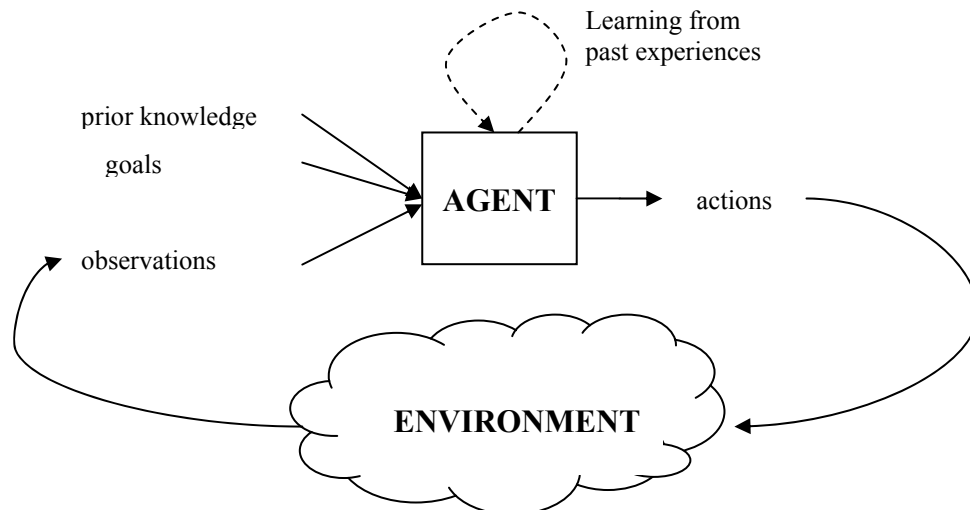 Learning from
past experiences
prior knowledge
goals
AGENT
actions
observations
ENVIRONMENT